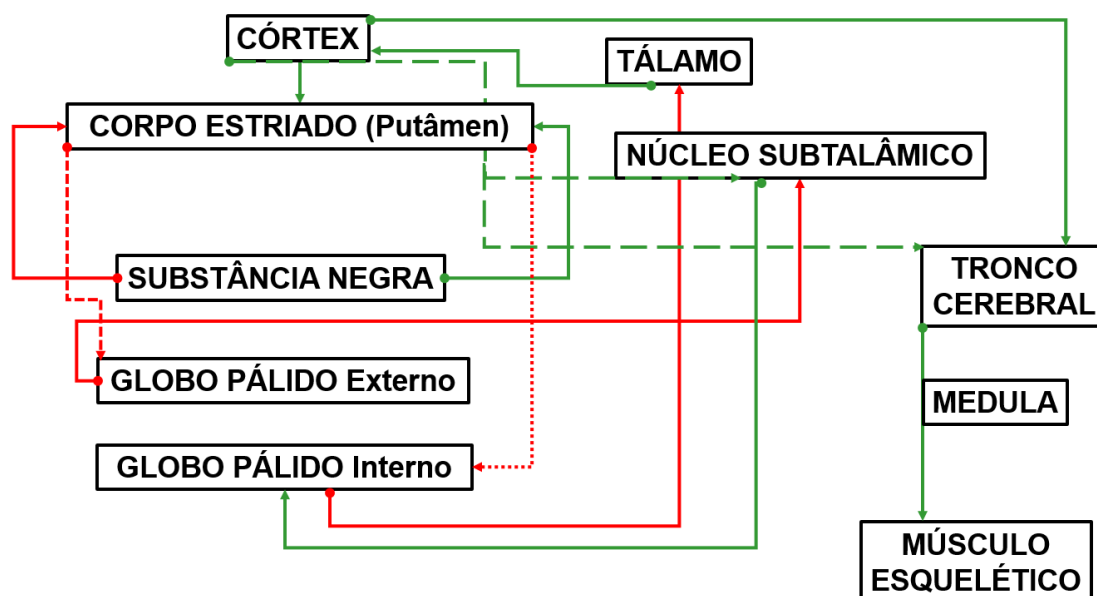 CÓRTEX
TÁLAMO
CORPO ESTRIADO (Putâmen)
NÚCLEO SUBTALÂMICO
SUBSTÂNCIA NEGRA
TRONCO
CEREBRAL
GLOBO PÁLIDO Externo
MEDULA
GLOBO PÁLIDO Interno
MÚSCULO
ESQUELÉTICO